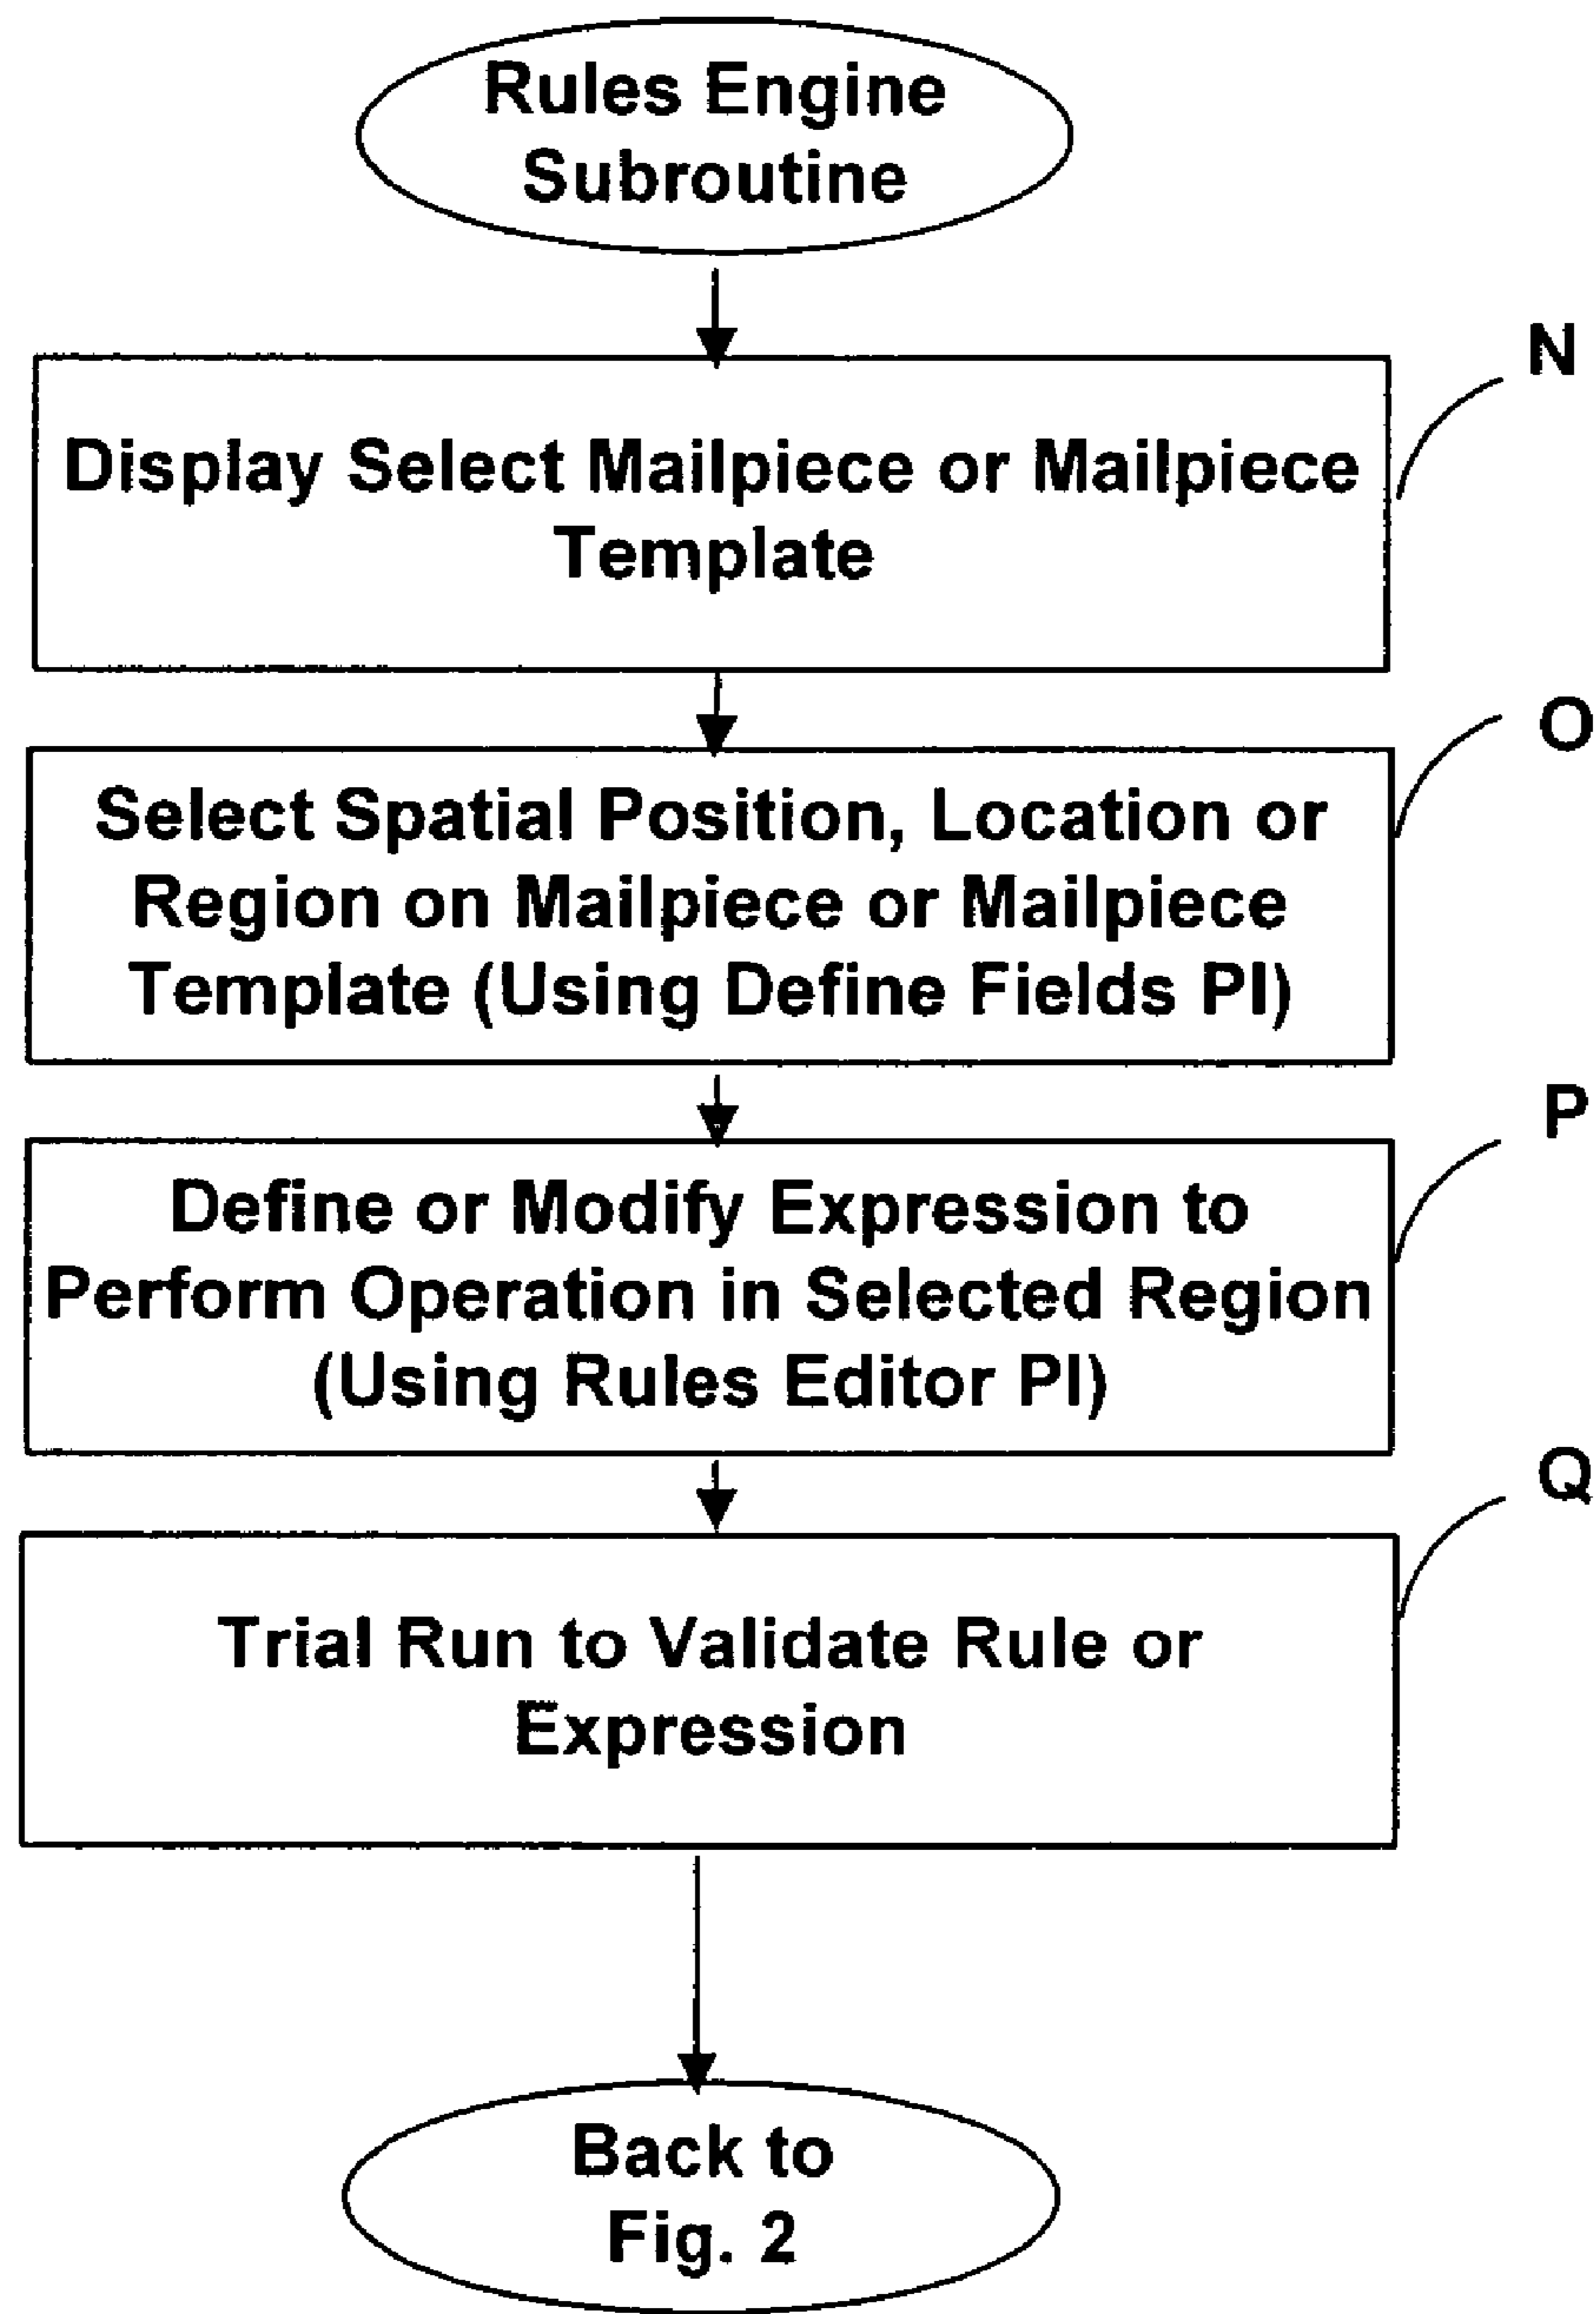 Rules Engine
Subroutine
N
Display Select Mailpiece or Mailpiece
Template
O
Select Spatial Position, Location or
Region on Mailpiece or Mailpiece
Template (Using Define Fields PI)
P
Define or Modify Expression to
Perform Operation in Selected Region
(Using Rules Editor PI)
Q
Trial Run to Validate Rule or
Expression
Back to
Fig. 2